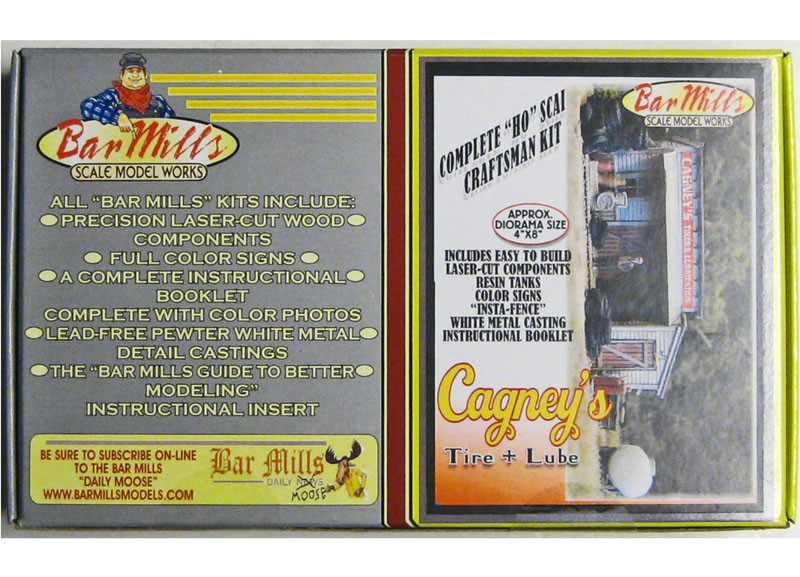 Bar Mills
SCALE MODEL WORKS
ALL "BAR MILLS" KITS INCLUDE:
PRECISION LASER-CUT WOOD
COMPONENTS
FULL COLOR SIGNS
A COMPLETE INSTRUCTIONAL
BOOKLET
COMPLETE WITH COLOR PHOTOS
LEAD-FREE PEWTER WHITE METAL
DETAIL CASTINGS
THE "BAR MILLS GUIDE TO BETTER
MODELING"
INSTRUCTIONAL INSERT
BE SURE TO SUBSCRIBE ON-LINE
TO THE BAR MILLS
"DAILY MOOSE"
WWW.BARMILLSMODELS.COM
Bar Mills
DAILY NEWS
MOOSE
COMPLETE "HO" SCAL
CRAFTSMAN KIT
Bar Mills
SCALE MODEL WORKS
APPROX.
DIORAMA SIZE
4"X8"
INCLUDES EASY TO BUILD
LASER-CUT COMPONENTS
RESIN TANKS
COLOR SIGNS
"INSTA-FENCE"
WHITE METAL CASTING
INSTRUCTIONAL BOOKLET
CAGNEY'S TIRES & LUBRICATION
Cagney's
Tire + Lube